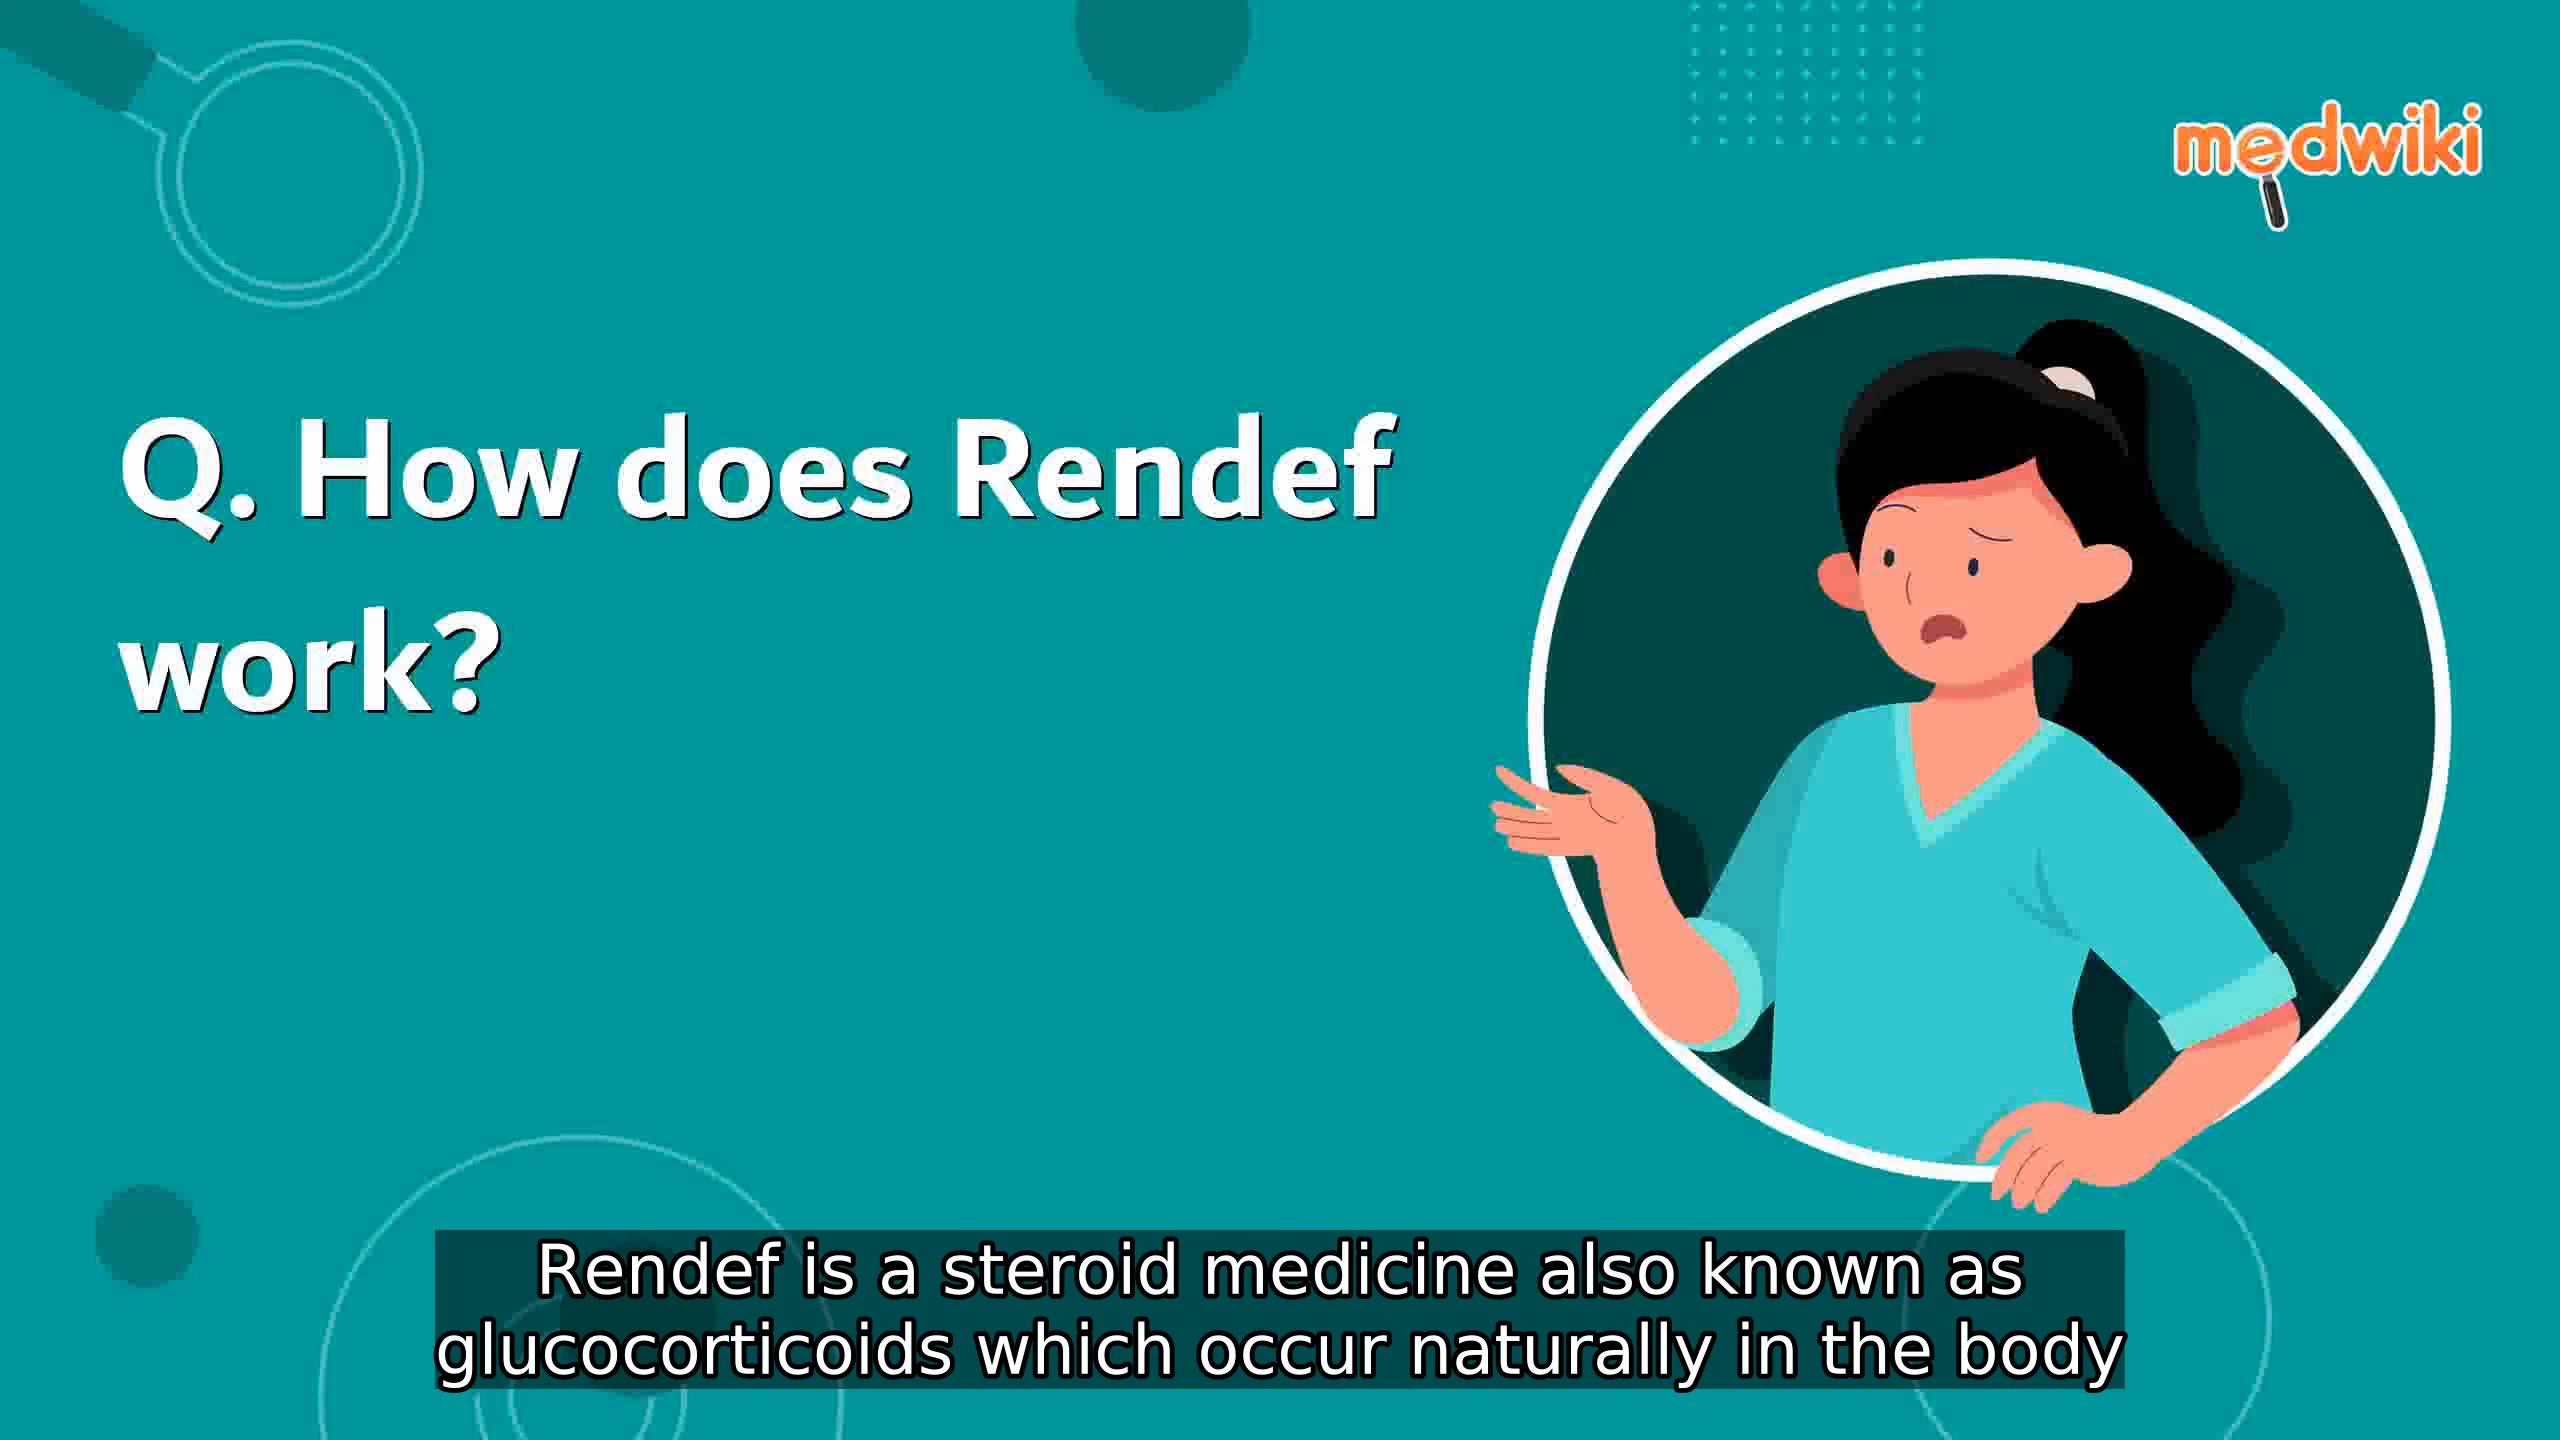 medwiki
Q. How does Rendef
work?
Rendef is a steroid medicine also known as
glucocorticoids which occur naturally in the body